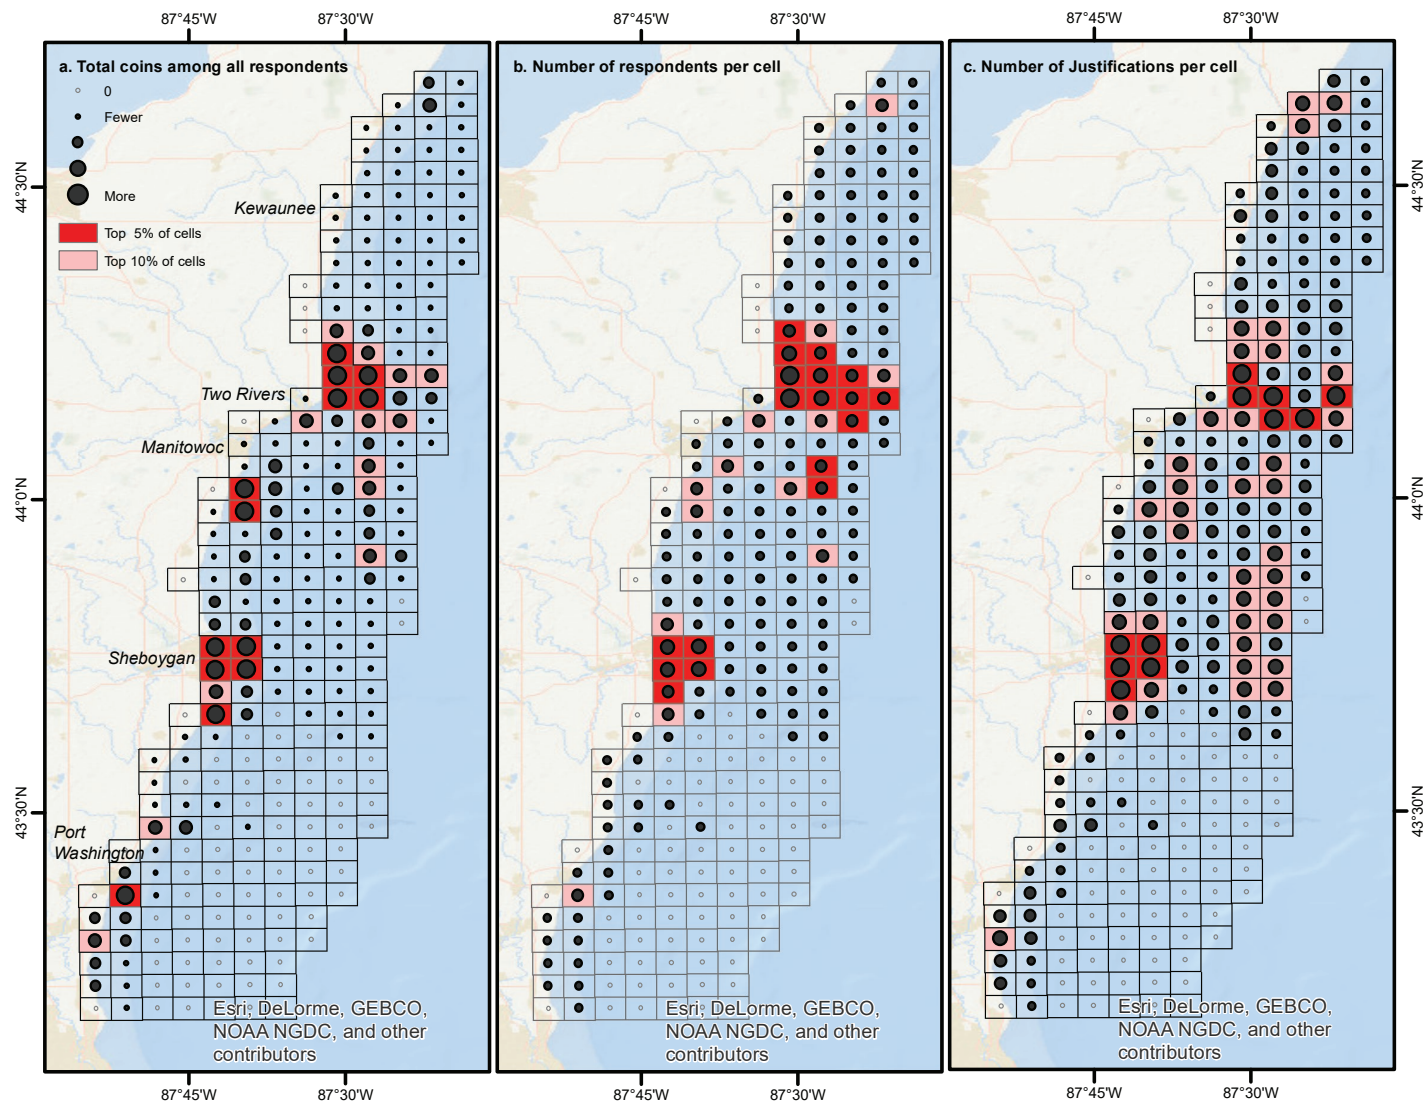 87°45'W
87°30'W
87°45'W
87°30'W
87°45'W
87°30'W
a. Total coins among all respondents
0
Fewer
More
Top 5% of cells
Top 10% of cells
b. Number of respondents per cell
c. Number of Justifications per cell
44°30'N
44°30'N
Kewaunee
Two Rivers
Manitowoc
44°0'N
44°0'N
Sheboygan
43°30'N
43°30'N
Port
Washington
Esri, DeLorme, GEBCO,
NOAA NGDC, and other
contributors
Esri, DeLorme, GEBCO,
NOAA NGDC, and other
contributors
Esri, DeLorme, GEBCO,
NOAA NGDC, and other
contributors
87°45'W
87°30'W
87°45'W
87°30'W
87°45'W
87°30'W